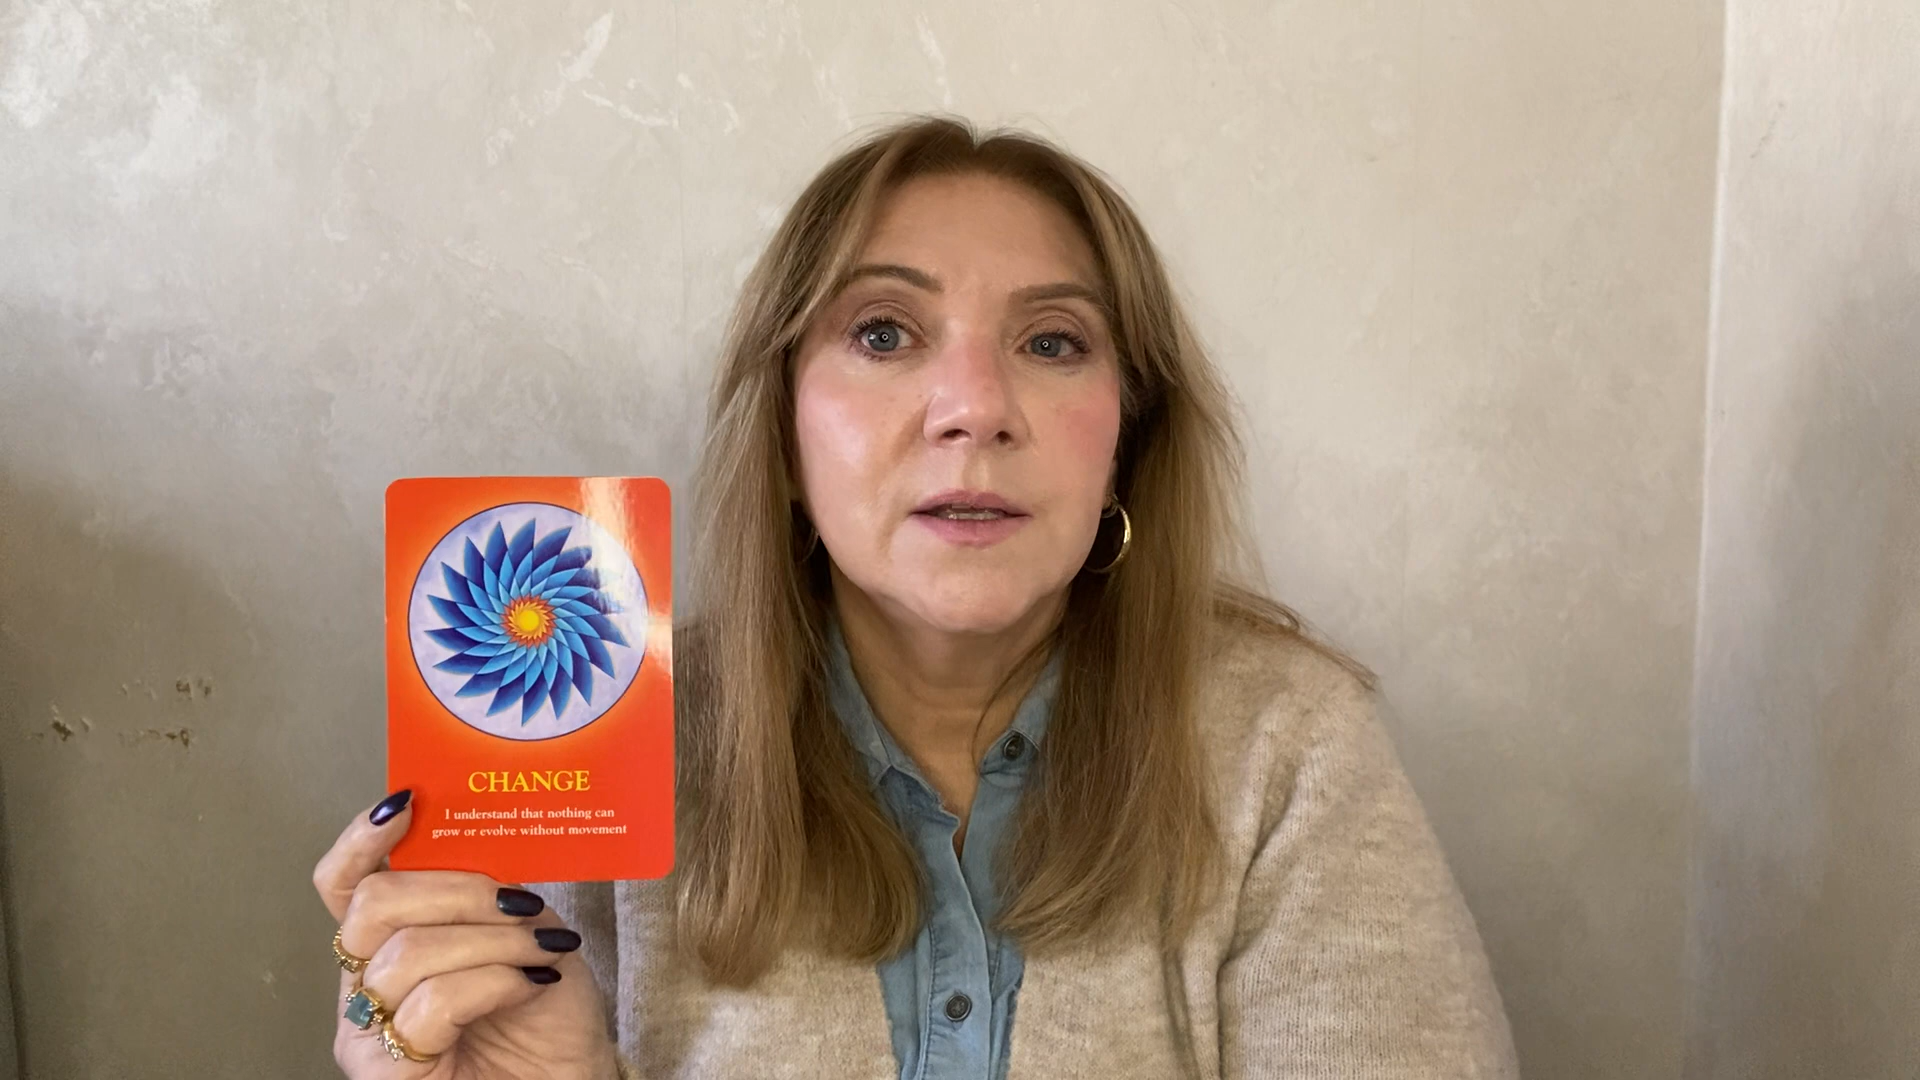 CHANGE
I understand that nothing can
grow or evolve without movement